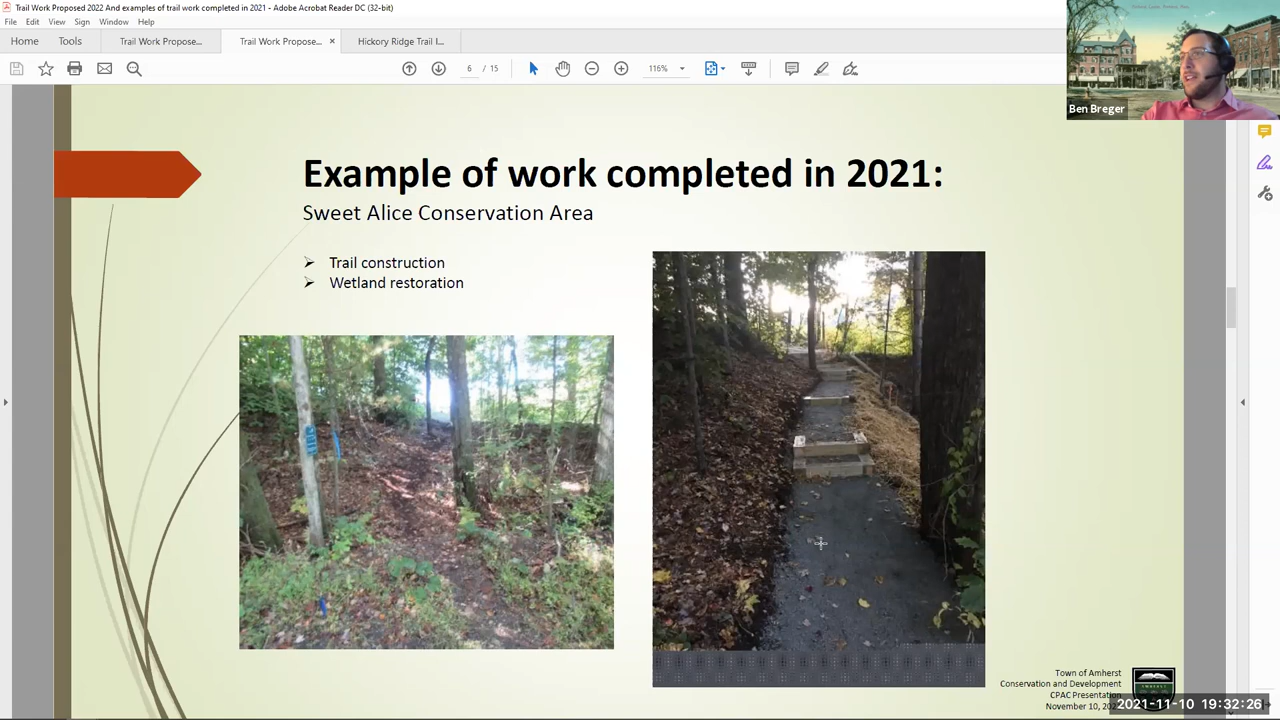 Trail Work Proposed 2022 And examples of trail work completed in 2021 - Adobe Acrobat Reader DC (32-bit)
File Edit View Sign Window Help
Home Tools Trail Work Propose... Trail Work Propose... × Hickory Ridge Trail I...
6 / 15 116%
Ben Breger
Example of work completed in 2021:
Sweet Alice Conservation Area
Trail construction
Wetland restoration
Town of Amherst
Conservation and Development
CPAC Presentation
November 10, 
2021-11-10 19:32:26